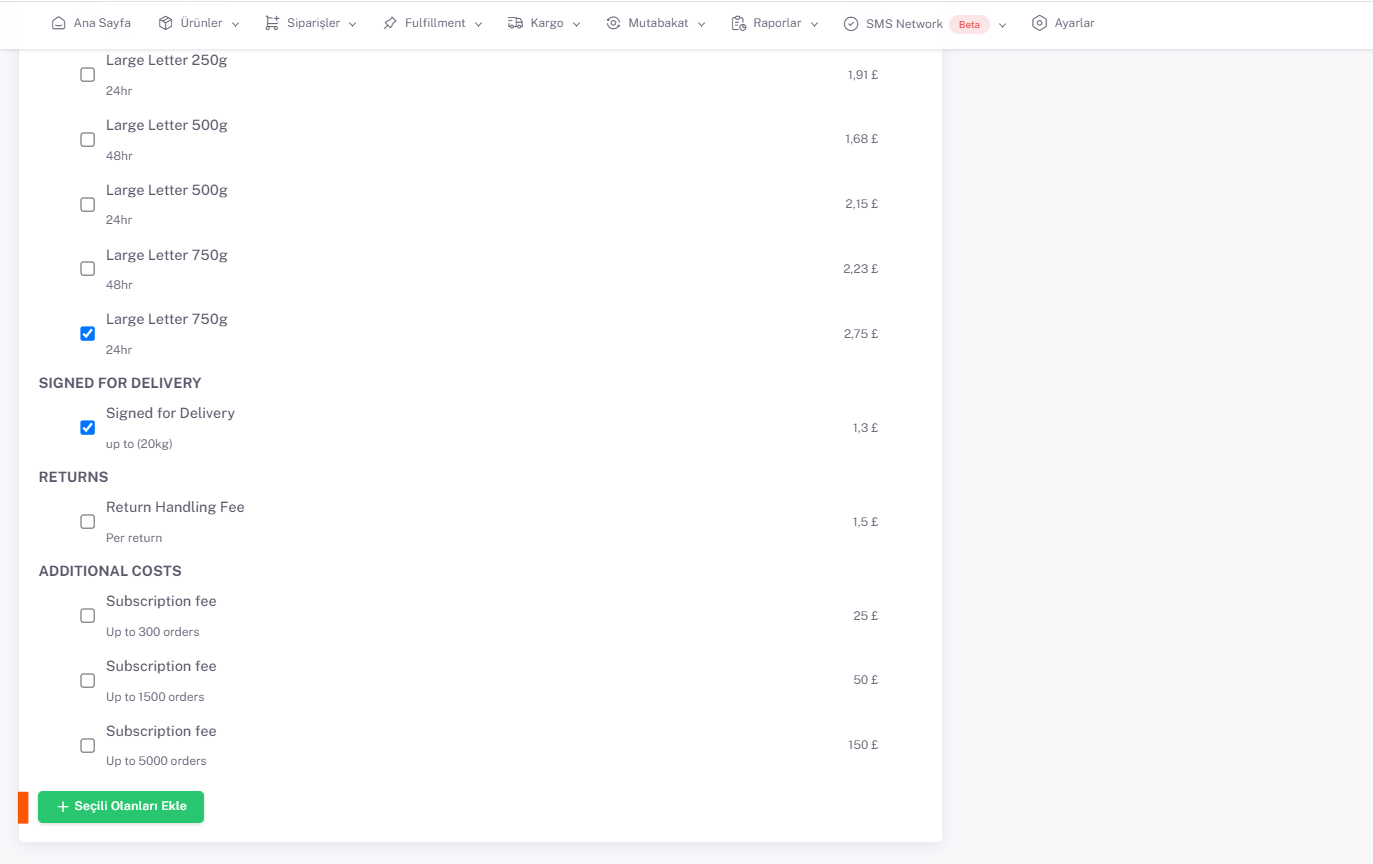 Ana Sayfa Ürünler Siparişler Fulfillment Kargo Mutabakat Raporlar SMS Network Beta Ayarlar
Large Letter 250g
24hr
1,91 £
Large Letter 500g
48hr
1,68 £
Large Letter 500g
24hr
2,15 £
Large Letter 750g
48hr
2,23 £
Large Letter 750g
24hr
2,75 £
SIGNED FOR DELIVERY
Signed for Delivery
up to (20kg)
1,3 £
RETURNS
Return Handling Fee
Per return
1,5 £
ADDITIONAL COSTS
Subscription fee
Up to 300 orders
25 £
Subscription fee
Up to 1500 orders
50 £
Subscription fee
Up to 5000 orders
150 £
+ Seçili Olanları Ekle